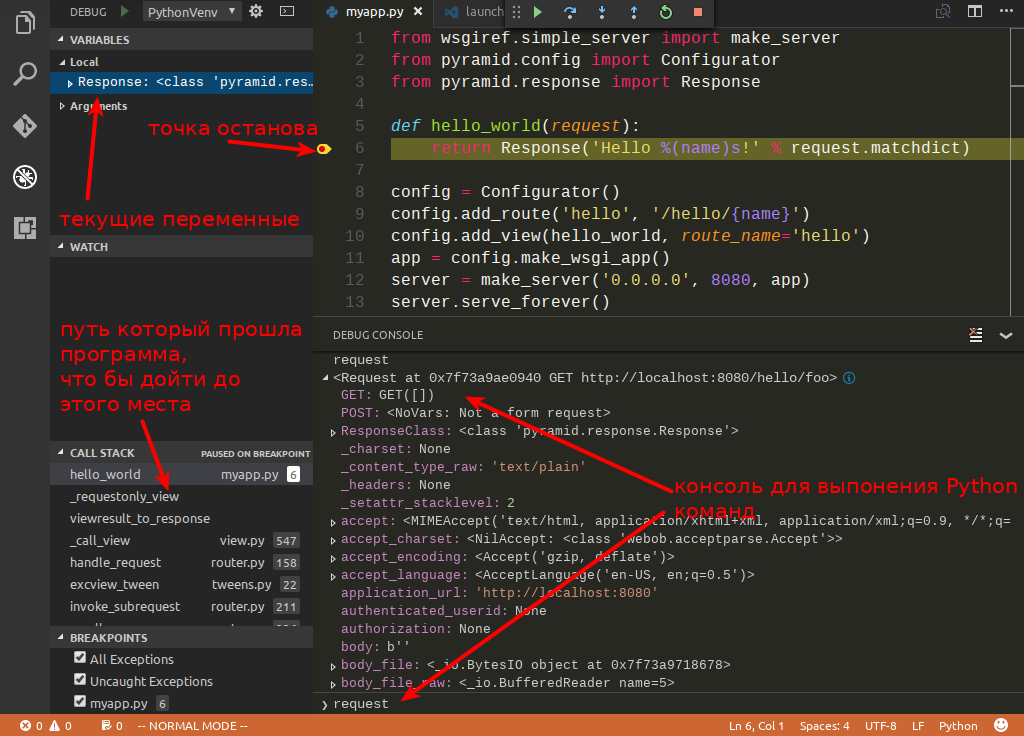 DEBUG PythonVenv
myapp.py launch
VARIABLES
Local
Response: <class 'pyramid.res…
Arguments
точка останова
текущие переменные
WATCH
путь который прошла
программа,
что бы дойти до
этого места
CALL STACK PAUSED ON BREAKPOINT
hello_world myapp.py 6
_requestonly_view
viewresult_to_response
_call_view view.py 547
handle_request router.py 158
excview_tween tweens.py 22
invoke_subrequest router.py 211
BREAKPOINTS
All Exceptions
Uncaught Exceptions
myapp.py 6
1 from wsgiref.simple_server import make_server
2 from pyramid.config import Configurator
3 from pyramid.response import Response
4
5 def hello_world(request):
6 return Response('Hello %(name)s!' % request.matchdict)
7
8 config = Configurator()
9 config.add_route('hello', '/hello/{name}')
10 config.add_view(hello_world, route_name='hello')
11 app = config.make_wsgi_app()
12 server = make_server('0.0.0.0', 8080, app)
13 server.serve_forever()
DEBUG CONSOLE
request
<Request at 0x7f73a9ae0940 GET http://localhost:8080/hello/foo>
GET: GET([])
POST: <NoVars: Not a form request>
ResponseClass: <class 'pyramid.response.Response'>
_charset: None
_content_type_raw: 'text/plain'
_headers: None
_setattr_stacklevel: 2
консоль для выпонения Python
команд
accept: <MIMEAccept('text/html, application/xhtml+xml, application/xml;q=0.9, */*;q=
accept_charset: <NilAccept: <class 'webob.acceptparse.Accept'>>
accept_encoding: <Accept('gzip, deflate')>
accept_language: <AcceptLanguage('en-US, en;q=0.5')>
application_url: 'http://localhost:8080'
authenticated_userid: None
authorization: None
body: b''
body_file: <_io.BytesIO object at 0x7f73a9718678>
body_file_raw: <_io.BufferedReader name=5>
request
0 0 0 -- NORMAL MODE -- Ln 6, Col 1 Spaces: 4 UTF-8 LF Python